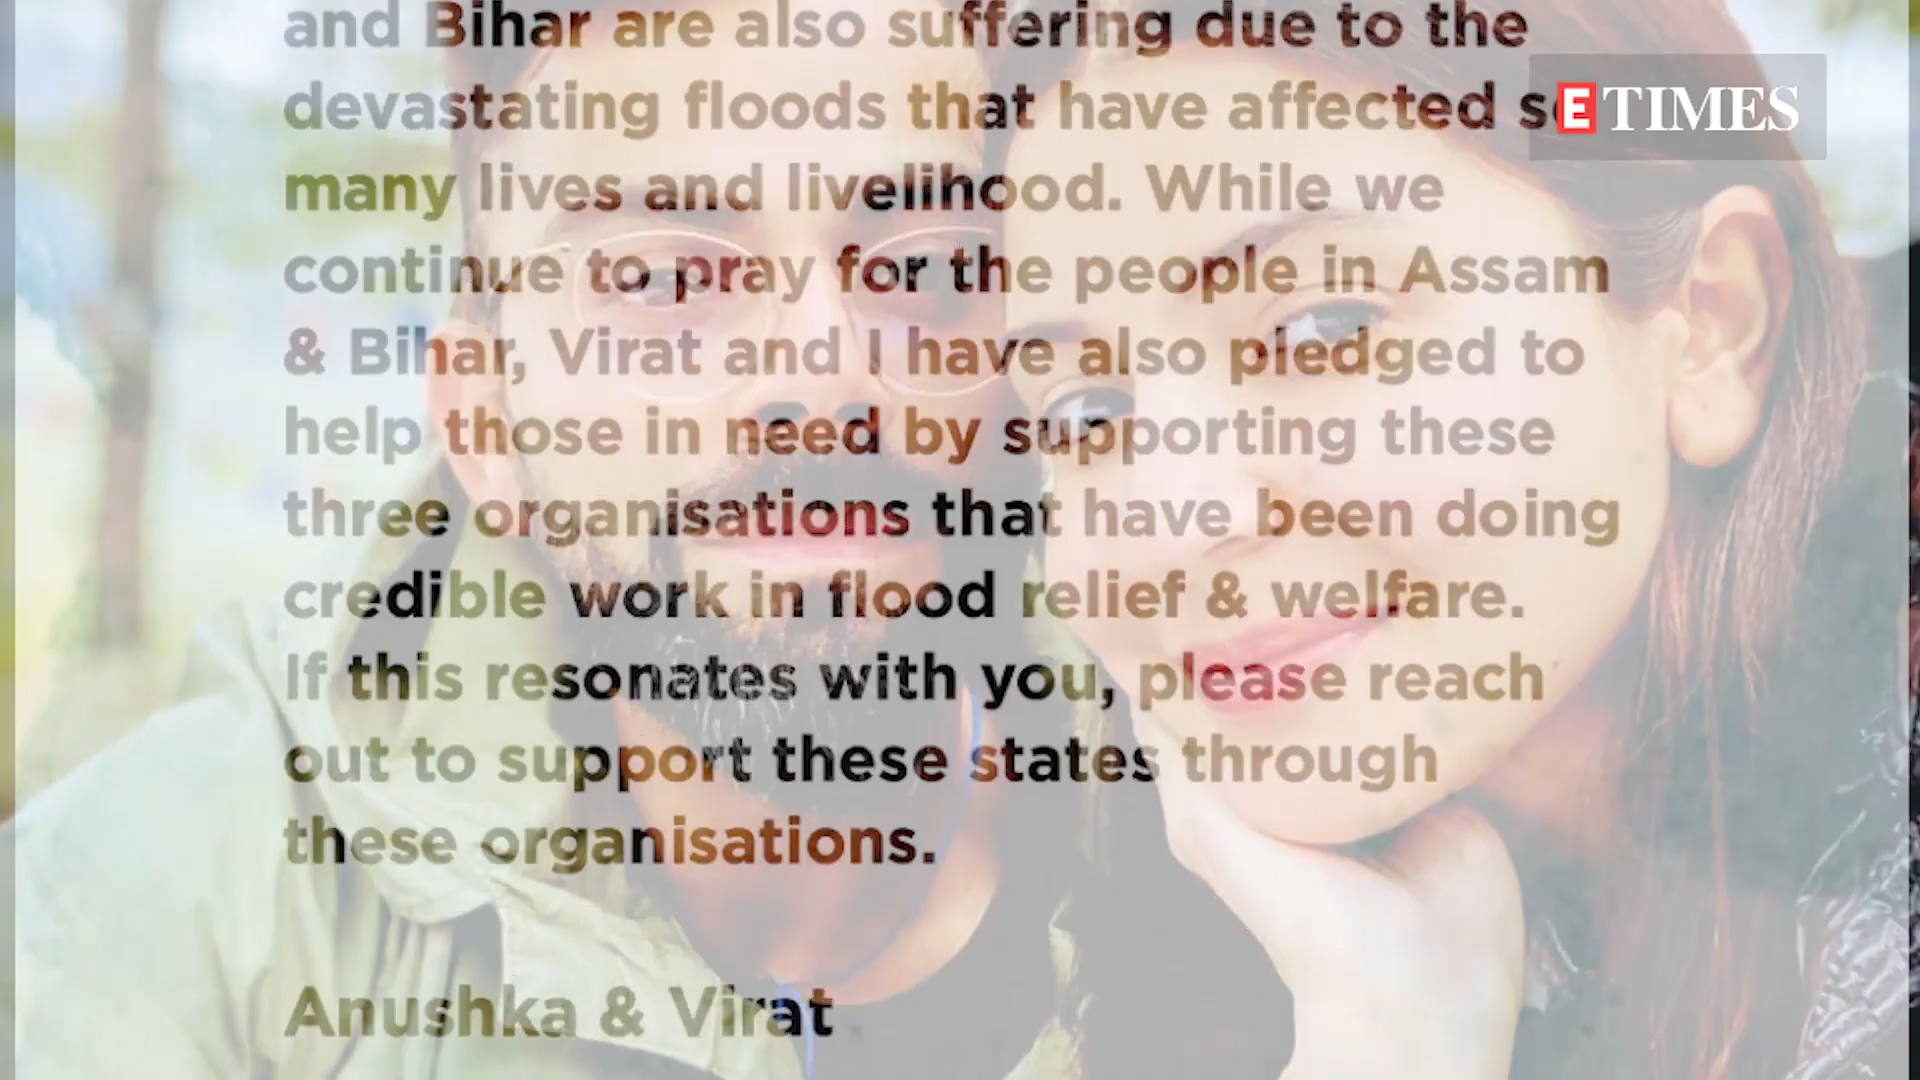 and Bihar are also suffering due to the
devastating floods that have affected so
ETIMES
many lives and livelihood. While we
continue to pray for the people in Assam
& Bihar, Virat and I have also pledged to
help those in need by supporting these
three organisations that have been doing
credible work in flood relief & welfare.
If this resonates with you, please reach
out to support these states through
these organisations.
Anushka & Virat